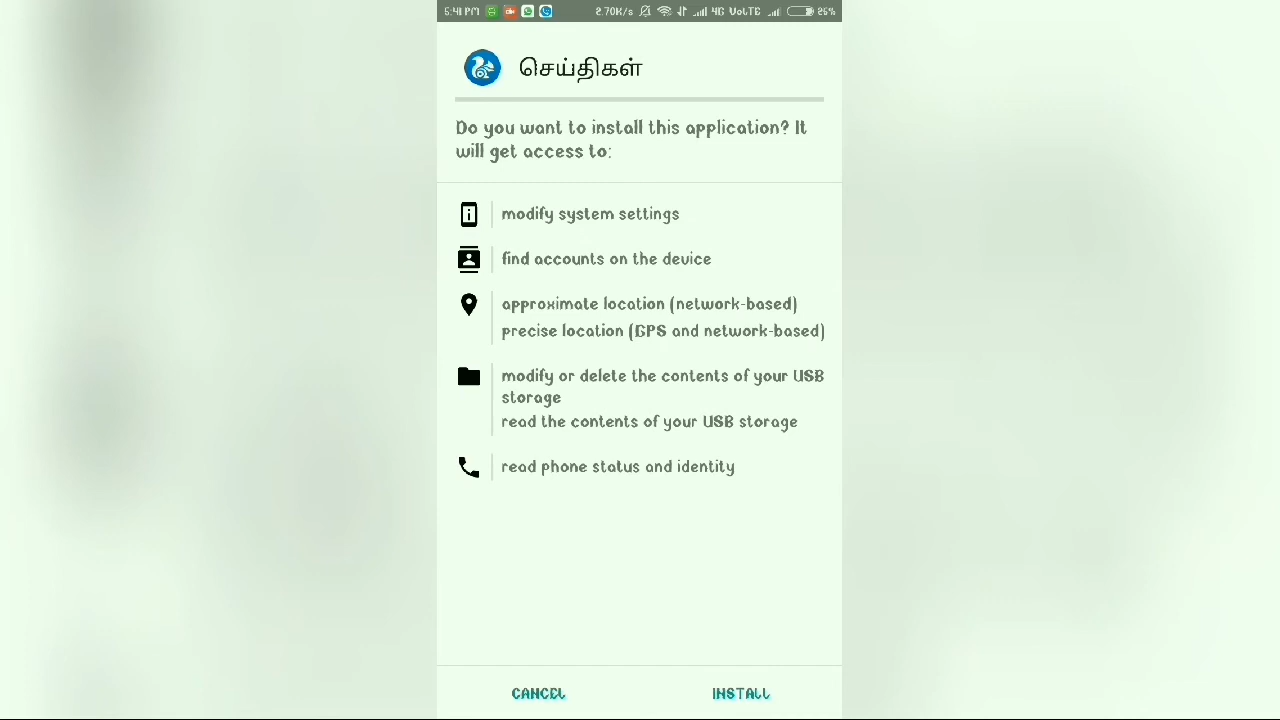 5:41 PM 2.70K/s 4G VoLTE 25%
செய்திகள்
Do you want to install this application? It
will get access to:
modify system settings
find accounts on the device
approximate location (network-based)
precise location (GPS and network-based)
modify or delete the contents of your USB
storage
read the contents of your USB storage
read phone status and identity
CANCEL INSTALL